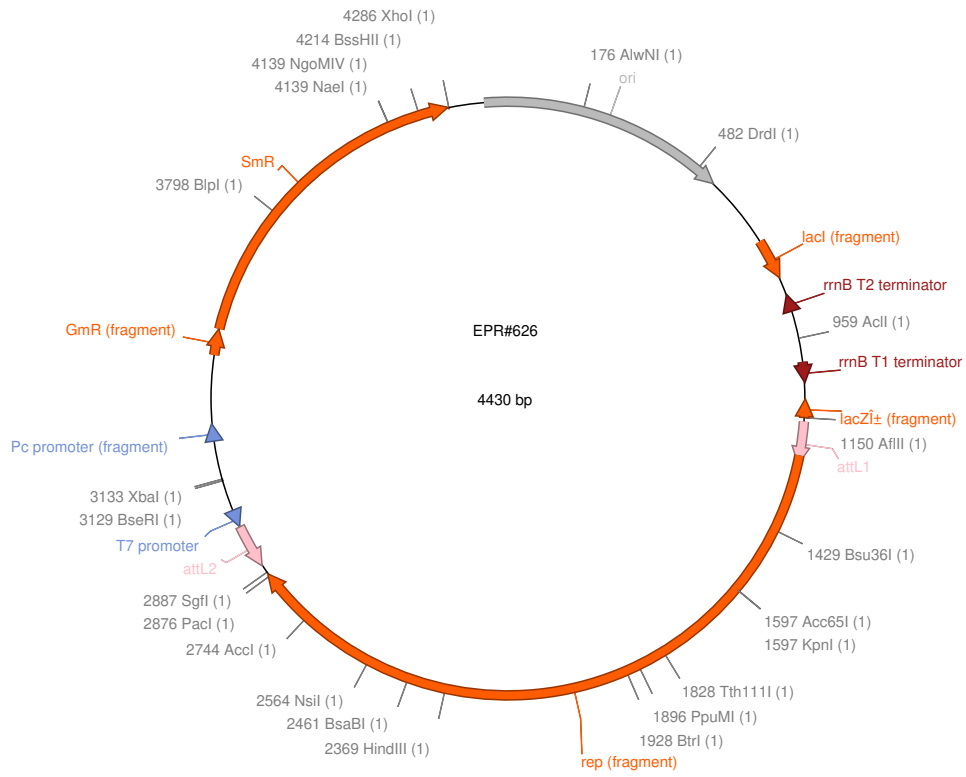 4286 XhoI (1)
4214 BssHII (1)
4139 NgoMIV (1)
4139 NaeI (1)
176 AlwNI (1)
ori
482 DrdI (1)
SmR
3798 BlpI (1)
lacI (fragment)
rrnB T2 terminator
959 AclI (1)
GmR (fragment)
EPR#626
rrnB T1 terminator
4430 bp
lacZÎ± (fragment)
1150 AflII (1)
attL1
Pc promoter (fragment)
3133 XbaI (1)
3129 BseRI (1)
T7 promoter
attL2
1429 Bsu36I (1)
2887 SgfI (1)
2876 PacI (1)
2744 AccI (1)
1597 Acc65I (1)
1597 KpnI (1)
2564 NsiI (1)
2461 BsaBI (1)
2369 HindIII (1)
1828 Tth111I (1)
1896 PpuMI (1)
1928 BtrI (1)
rep (fragment)